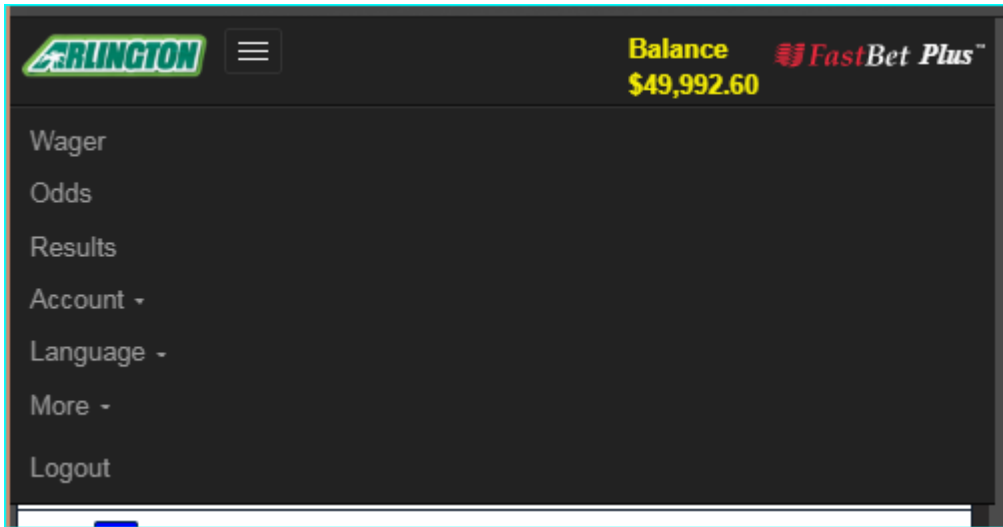 ARLINGTON
Balance
$49,992.60
FastBet Plus™
Wager
Odds
Results
Account
Language
More
Logout